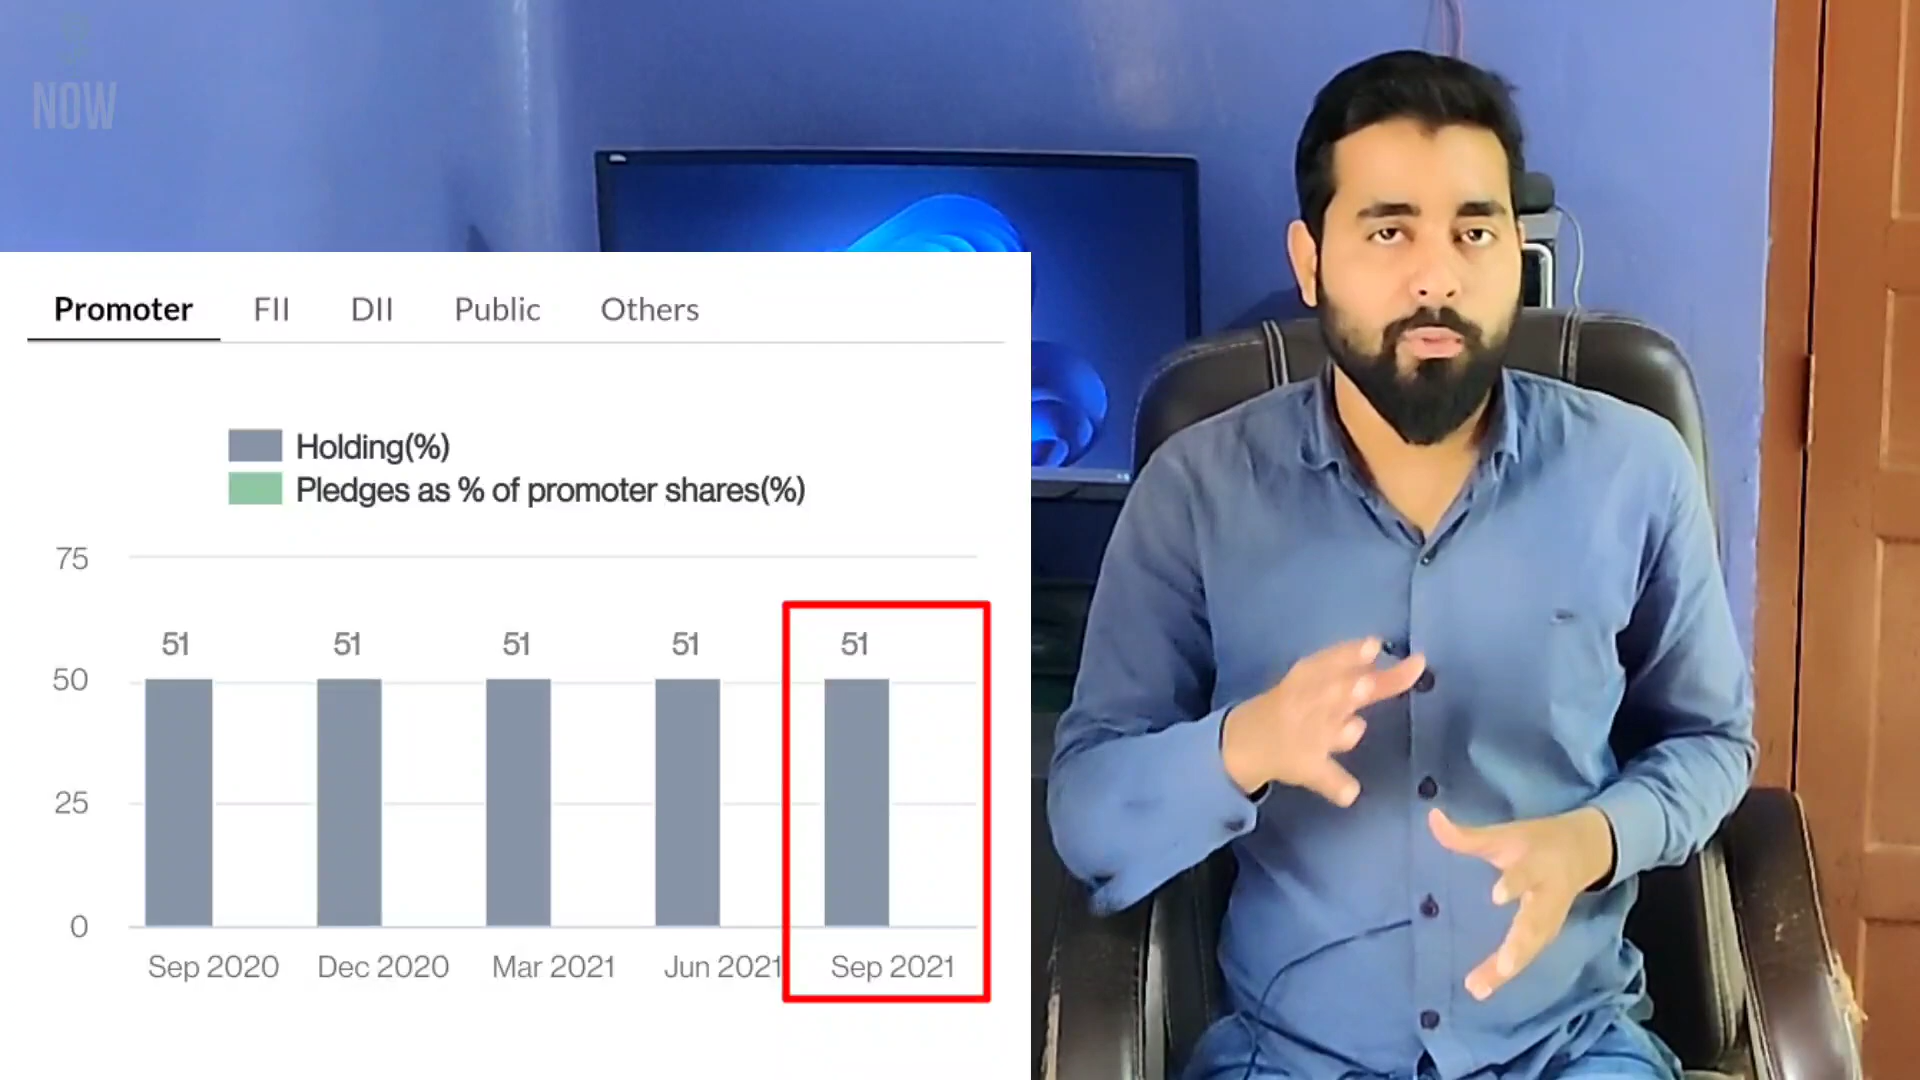 NOW
Promoter FII DII Public Others
Holding(%)
Pledges as % of promoter shares(%)
75
51 51 51 51 51
50
25
0
Sep 2020 Dec 2020 Mar 2021 Jun 2021 Sep 2021